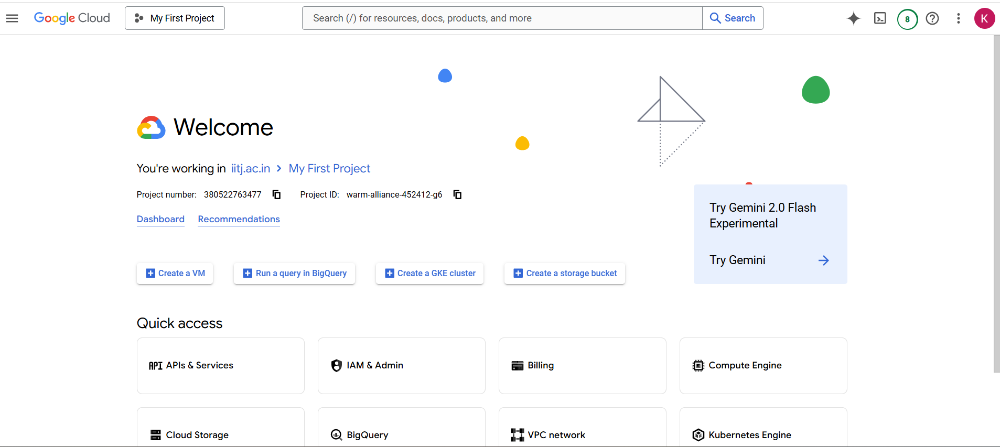 Google Cloud
My First Project
Search (/) for resources, docs, products, and more
Search
8
K
Welcome
You're working in iitj.ac.in > My First Project
Project number: 380522763477 Project ID: warm-alliance-452412-g6
Dashboard Recommendations
Try Gemini 2.0 Flash
Experimental
Try Gemini
Create a VM
Run a query in BigQuery
Create a GKE cluster
Create a storage bucket
Quick access
API APIs & Services
IAM & Admin
Billing
Compute Engine
Cloud Storage
BigQuery
VPC network
Kubernetes Engine